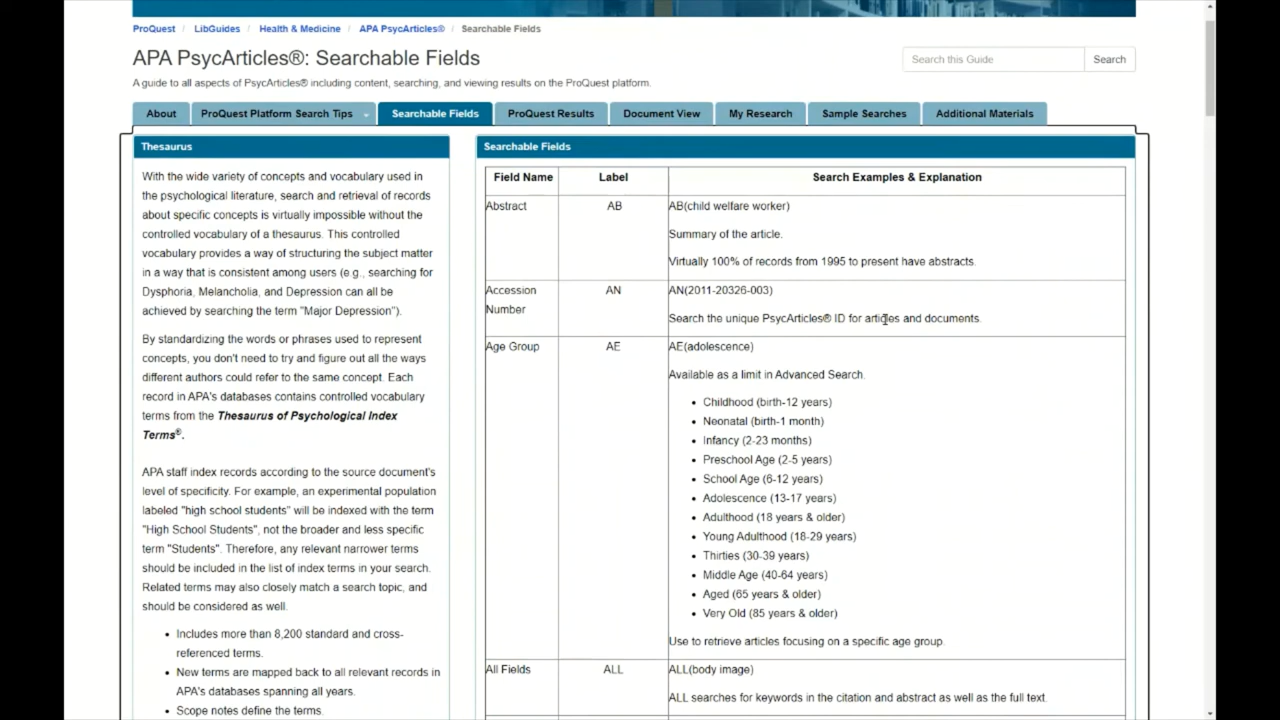 ProQuest / LibGuides / Health & Medicine / APA PsycArticles® / Searchable Fields
APA PsycArticles®: Searchable Fields
Search this Guide
Search
A guide to all aspects of PsycArticles® including content, searching, and viewing results on the ProQuest platform.
About
ProQuest Platform Search Tips
Searchable Fields
ProQuest Results
Document View
My Research
Sample Searches
Additional Materials
Thesaurus
With the wide variety of concepts and vocabulary used in
the psychological literature, search and retrieval of records
about specific concepts is virtually impossible without the
controlled vocabulary of a thesaurus. This controlled
vocabulary provides a way of structuring the subject matter
in a way that is consistent among users (e.g., searching for
Dysphoria, Melancholia, and Depression can all be
achieved by searching the term "Major Depression").
By standardizing the words or phrases used to represent
concepts, you don't need to try and figure out all the ways
different authors could refer to the same concept. Each
record in APA's databases contains controlled vocabulary
terms from the Thesaurus of Psychological Index
Terms®.
APA staff index records according to the source document's
level of specificity. For example, an experimental population
labeled "high school students" will be indexed with the term
"High School Students", not the broader and less specific
term "Students". Therefore, any relevant narrower terms
should be included in the list of index terms in your search.
Related terms may also closely match a search topic, and
should be considered as well.
• Includes more than 8,200 standard and cross-
referenced terms.
• New terms are mapped back to all relevant records in
APA's databases spanning all years.
• Scope notes define the terms.
Searchable Fields
Field Name
Label
Search Examples & Explanation
Abstract
AB
AB(child welfare worker)
Summary of the article.
Virtually 100% of records from 1995 to present have abstracts.
Accession
Number
AN
AN(2011-20326-003)
Search the unique PsycArticles® ID for articles and documents.
Age Group
AE
AE(adolescence)
Available as a limit in Advanced Search.
• Childhood (birth-12 years)
• Neonatal (birth-1 month)
• Infancy (2-23 months)
• Preschool Age (2-5 years)
• School Age (6-12 years)
• Adolescence (13-17 years)
• Adulthood (18 years & older)
• Young Adulthood (18-29 years)
• Thirties (30-39 years)
• Middle Age (40-64 years)
• Aged (65 years & older)
• Very Old (85 years & older)
Use to retrieve articles focusing on a specific age group.
All Fields
ALL
ALL(body image)
ALL searches for keywords in the citation and abstract as well as the full text.